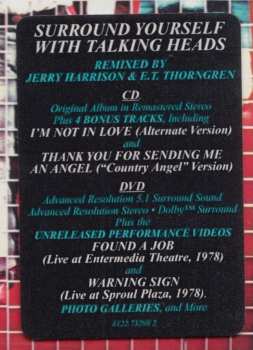 SURROUND YOURSELF
WITH TALKING HEADS
REMIXED BY
JERRY HARRISON & E.T. THORNGREN
CD
Original Album in Remastered Stereo
Plus 4 BONUS TRACKS, Including
I'M NOT IN LOVE (Alternate Version)
and
THANK YOU FOR SENDING ME
AN ANGEL ("Country Angel" Version)
DVD
Advanced Resolution 5.1 Surround Sound
Advanced Resolution Stereo • Dolby™ Surround
Plus the
UNRELEASED PERFORMANCE VIDEOS
FOUND A JOB
(Live at Entermedia Theatre, 1978)
and
WARNING SIGN
(Live at Sproul Plaza, 1978).
PHOTO GALLERIES, and More